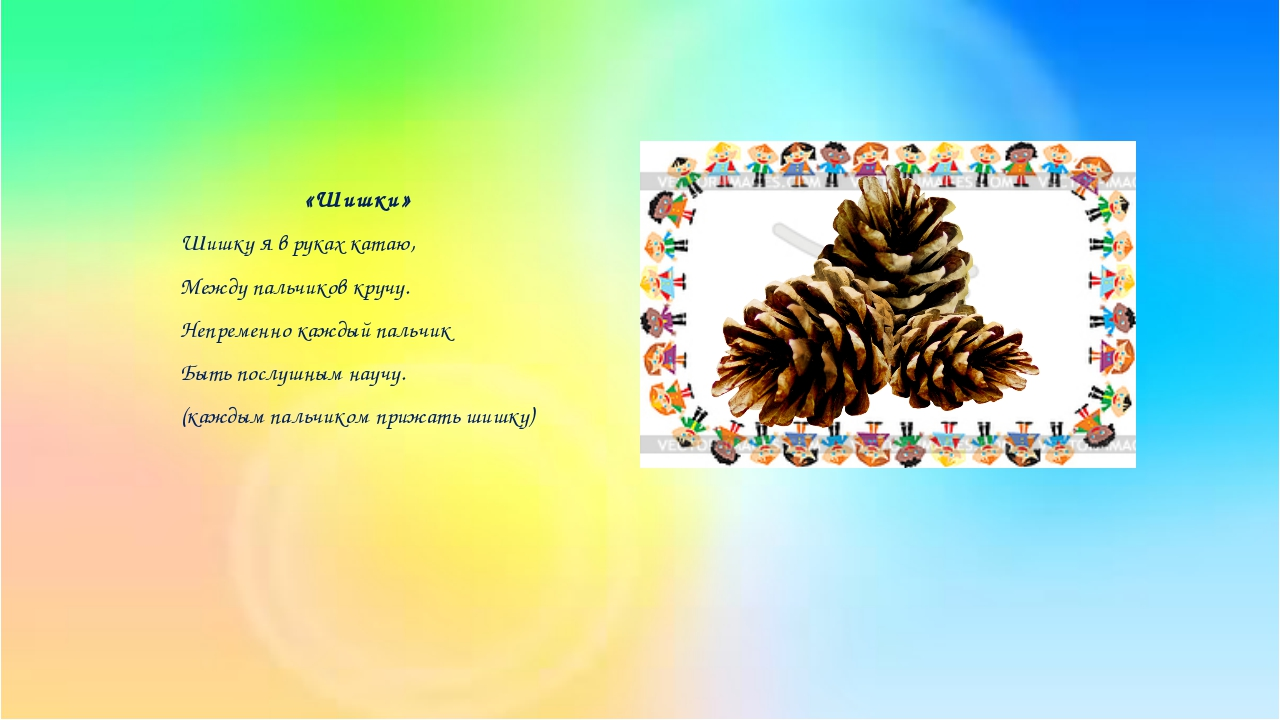 «Шишки»
Шишку я в руках катаю,
Между пальчиков кручу.
Непременно каждый пальчик
Быть послушным научу.
(каждым пальчиком прижать шишку)